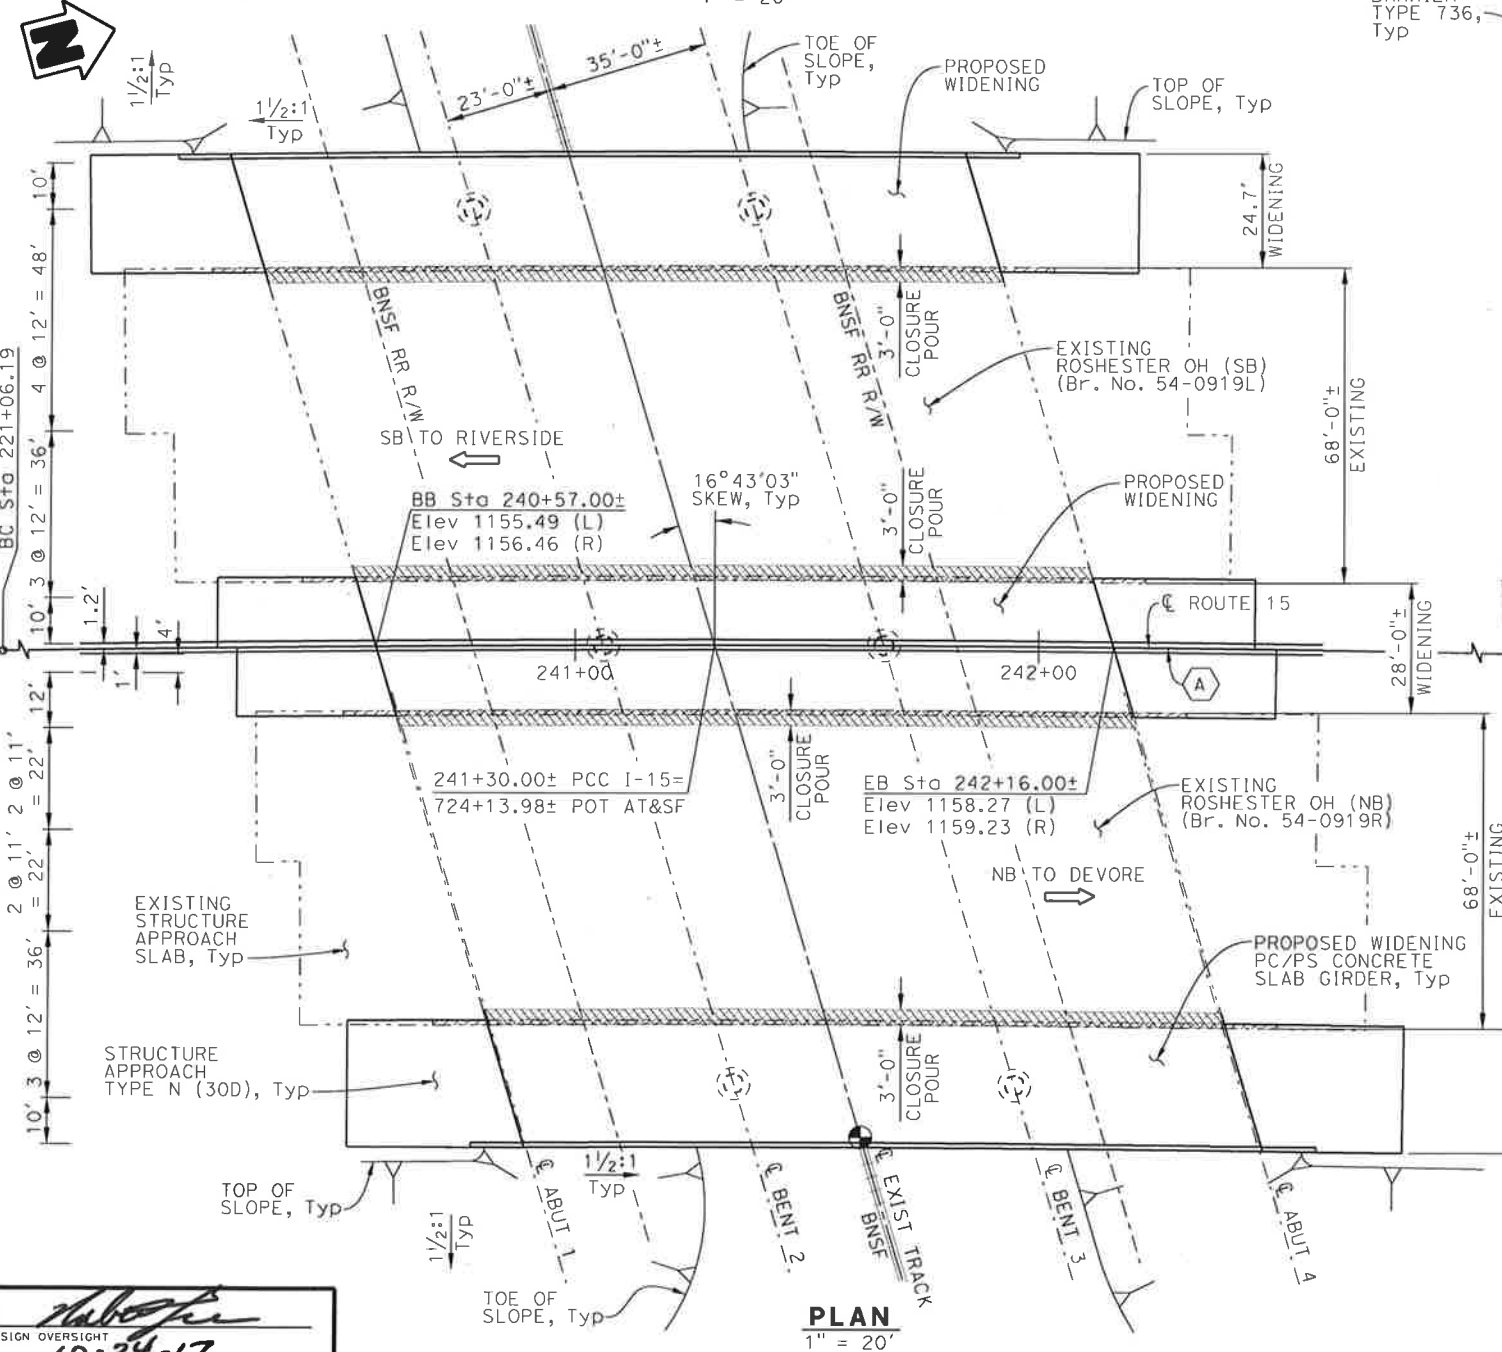 N
1" = 20'
BARRIER
TYPE 736,
Typ
1½:1
Typ
1½:1
Typ
23'-0"±
35'-0"±
TOE OF
SLOPE,
Typ
PROPOSED
WIDENING
TOP OF
SLOPE, Typ
10'
4 @ 12' = 48'
3 @ 12' = 36'
10'
24.7'
WIDENING
BNSF RR R/W
BNSF RR R/W
3'-0"
CLOSURE
POUR
EXISTING
ROSHESTER OH (SB)
(Br. No. 54-0919L)
68'-0"±
EXISTING
BC Sta 221+06.19
SB TO RIVERSIDE
BB Sta 240+57.00±
Elev 1155.49 (L)
Elev 1156.46 (R)
16°43'03"
SKEW, Typ
3'-0"
CLOSURE
POUR
PROPOSED
WIDENING
1.2'
1'
4'
℄ ROUTE 15
241+00
242+00
A
28'-0"±
WIDENING
12'
2 @ 11'
= 22'
2 @ 11'
= 22'
3 @ 12' = 36'
10'
241+30.00± PCC I-15=
724+13.98± POT AT&SF
3'-0"
CLOSURE
POUR
EB Sta 242+16.00±
Elev 1158.27 (L)
Elev 1159.23 (R)
EXISTING
ROSHESTER OH (NB)
(Br. No. 54-0919R)
NB TO DEVORE
68'-0"±
EXISTING
EXISTING
STRUCTURE
APPROACH
SLAB, Typ
PROPOSED WIDENING
PC/PS CONCRETE
SLAB GIRDER, Typ
STRUCTURE
APPROACH
TYPE N (30D), Typ
3'-0"
CLOSURE
POUR
TOP OF
SLOPE, Typ
1½:1
Typ
1½:1
Typ
℄ ABUT 1
℄ BENT 2
℄ EXIST TRACK
BNSF
℄ BENT 3
℄ ABUT 4
TOE OF
SLOPE, Typ
PLAN
1" = 20'
SIGN OVERSIGHT
10-24-17